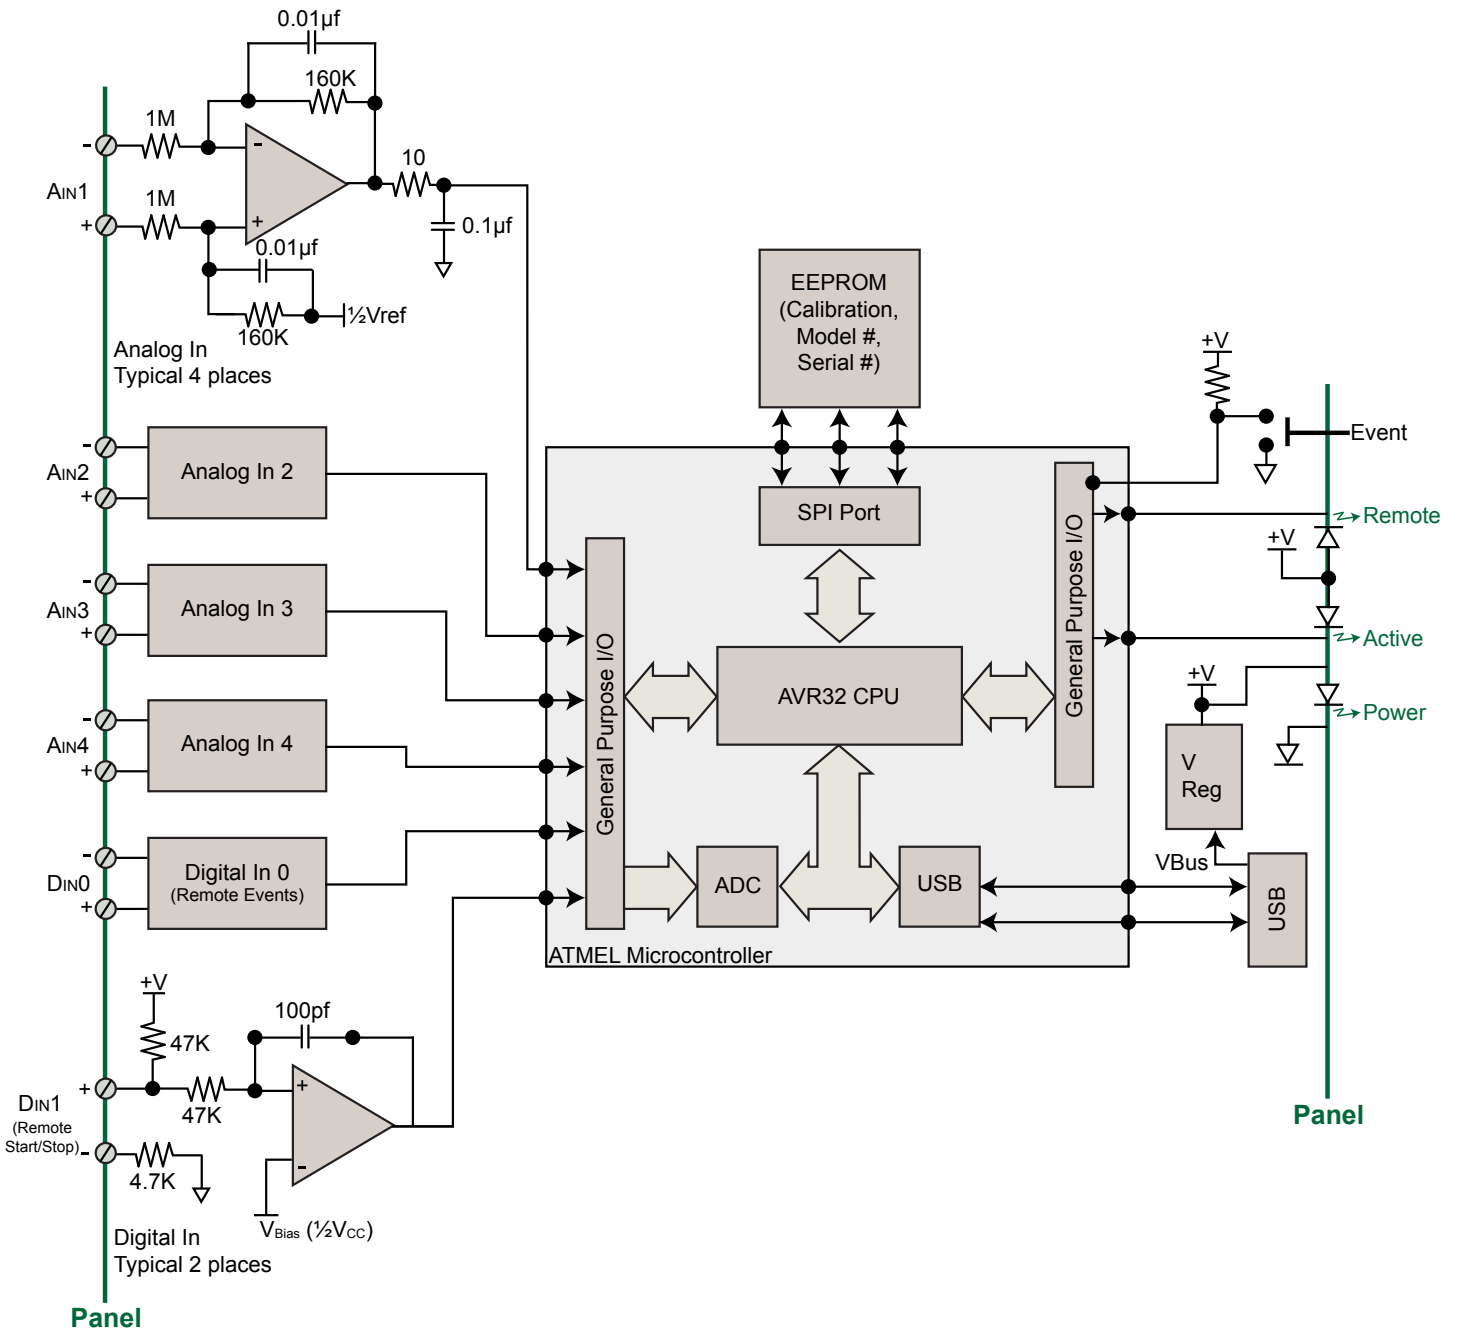 0.01µf
160K
1M
-
-
10
AIN1
1M
+
+
0.1µf
0.01µf
½Vref
160K
Analog In
Typical 4 places
EEPROM
(Calibration,
Model #,
Serial #)
+V
Event
-
AIN2
+
Analog In 2
SPI Port
General Purpose I/O
Remote
+V
-
AIN3
+
Analog In 3
General Purpose I/O
AVR32 CPU
Active
+V
Power
-
AIN4
+
Analog In 4
V
Reg
VBus
-
DIN0
+
Digital In 0
(Remote Events)
ADC
USB
USB
ATMEL Microcontroller
+V
47K
100pf
+
47K
+
DIN1
(Remote
Start/Stop)
-
4.7K
-
VBias (½VCC)
Digital In
Typical 2 places
Panel
Panel